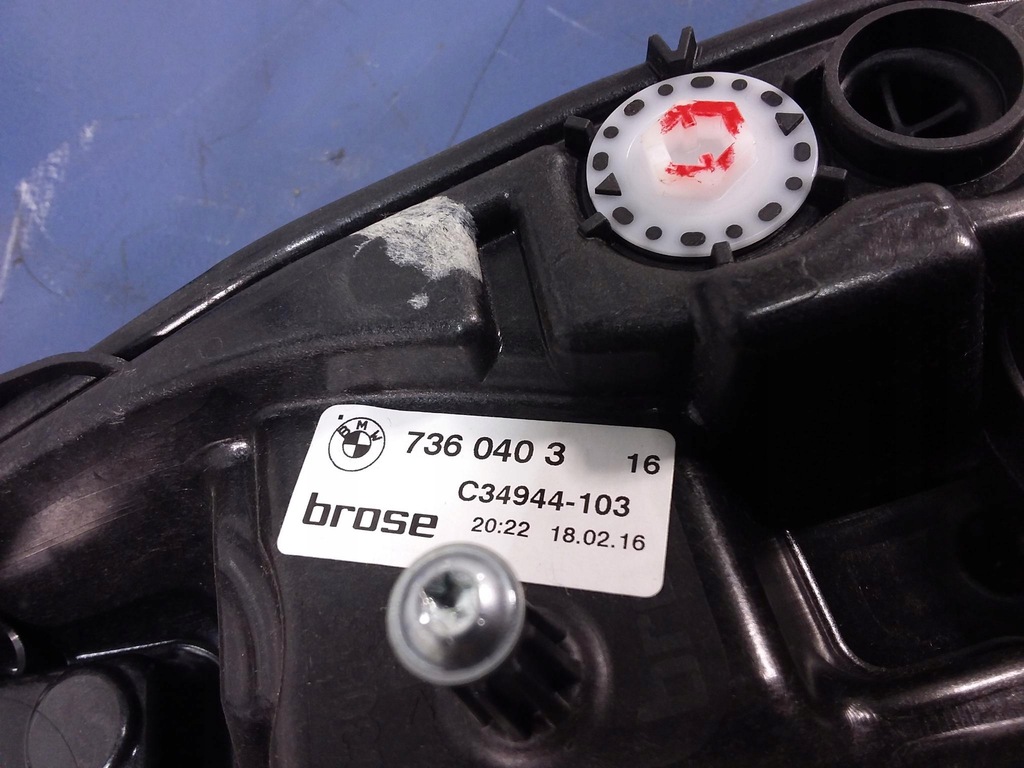 BMW 736 040 3 16
C34944-103
brose 20:22 18.02.16